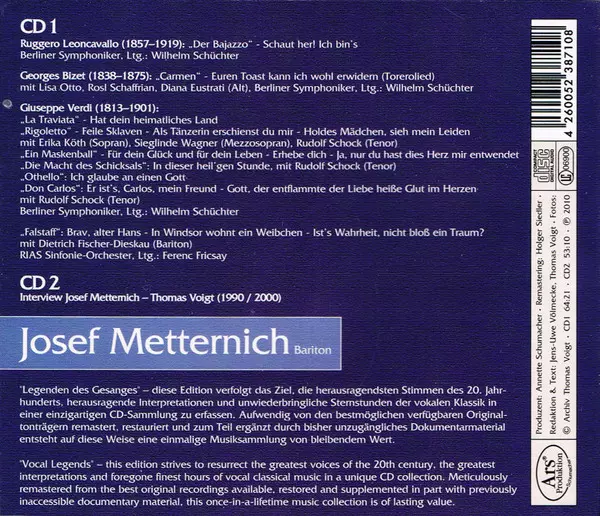 CD 1
Ruggero Leoncavallo (1857–1919): „Der Bajazzo" - Schaut her! Ich bin's
Berliner Symphoniker, Ltg.: Wilhelm Schüchter
Georges Bizet (1838–1875): „Carmen" - Euren Toast kann ich wohl erwidern (Torerolied)
mit Lisa Otto, Rosl Schaffrian, Diana Eustrati (Alt), Berliner Symphoniker, Ltg.: Wilhelm Schüchter
Giuseppe Verdi (1813–1901):
„La Traviata" - Hat dein heimatliches Land
„Rigoletto" - Feile Sklaven - Als Tänzerin erschienst du mir - Holdes Mädchen, sieh mein Leiden
mit Erika Köth (Sopran), Sieglinde Wagner (Mezzosopran), Rudolf Schock (Tenor)
„Ein Maskenball" - Für dein Glück und für dein Leben - Erhebe dich - Ja, nur du hast dies Herz mir entwendet
„Die Macht des Schicksals": In dieser heil'gen Stunde, mit Rudolf Schock (Tenor)
„Othello": Ich glaube an einen Gott
„Don Carlos": Er ist's, Carlos, mein Freund - Gott, der entflammte der Liebe heiße Glut im Herzen
mit Rudolf Schock (Tenor)
Berliner Symphoniker, Ltg.: Wilhelm Schüchter
„Falstaff": Brav, alter Hans - In Windsor wohnt ein Weibchen - Ist's Wahrheit, nicht bloß ein Traum?
mit Dietrich Fischer-Dieskau (Bariton)
RIAS Sinfonie-Orchester, Ltg.: Ferenc Fricsay
CD 2
Interview Josef Metternich – Thomas Voigt (1990 / 2000)
Josef Metternich Bariton
"Legenden des Gesanges" – diese Edition verfolgt das Ziel, die herausragendsten Stimmen des 20. Jahr-
hunderts, herausragende Interpretationen und unwiederbringliche Sternstunden der vokalen Klassik in
einer einzigartigen CD-Sammlung zu erfassen. Aufwendig von den bestmöglichen verfügbaren Original-
tonträgern remastert, restauriert und zum Teil ergänzt durch bisher unzugängliches Dokumentarmaterial
entsteht auf diese Weise eine einmalige Musiksammlung von bleibendem Wert.
"Vocal Legends" – this edition strives to resurrect the greatest voices of the 20th century, the greatest
interpretations and foregone finest hours of vocal classical music in a unique CD collection. Meticulously
remastered from the best original recordings available, restored and supplemented in part with previously
inaccessible documentary material, this once-in-a-lifetime music collection is of lasting value.
4 260052 387108
COMPACT disc DIGITAL AUDIO
LC 06900
Produzent: Annette Schumacher · Remastering: Holger Siedler ·
Redaktion & Text: Jens-Uwe Völmecke, Thomas Voigt · Fotos:
© Archiv Thomas Voigt · CD1 64:21 · CD2 53:10 · ℗ 2010
Ars Produktion
Schumacher